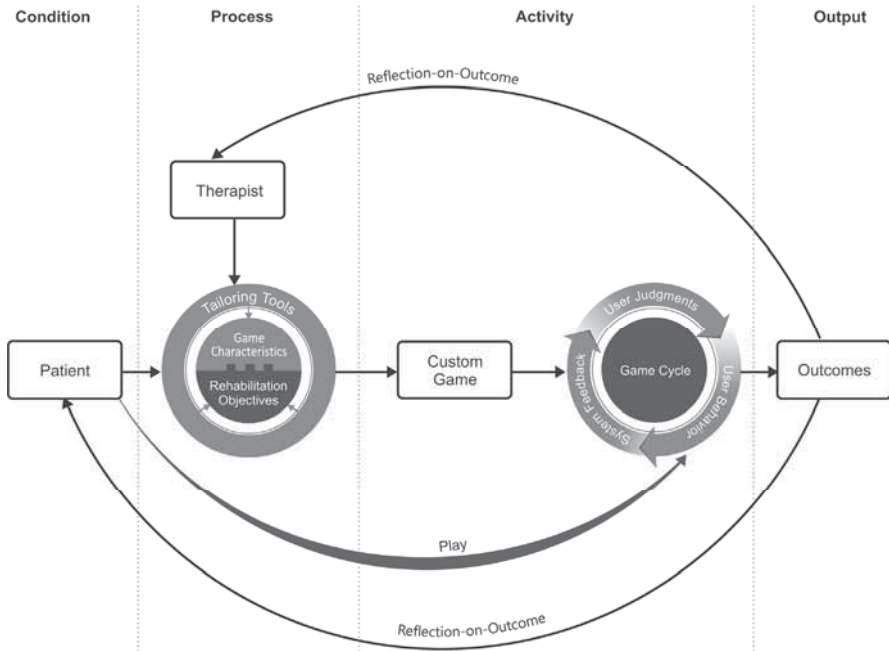 Condition
Process
Activity
Output
Reflection-on-Outcome
Therapist
Tailoring Tools
Game
Characteristics
Rehabilitation
Objectives
Patient
Custom
Game
User Judgments
User Behavior
System Feedback
Game Cycle
Outcomes
Play
Reflection-on-Outcome